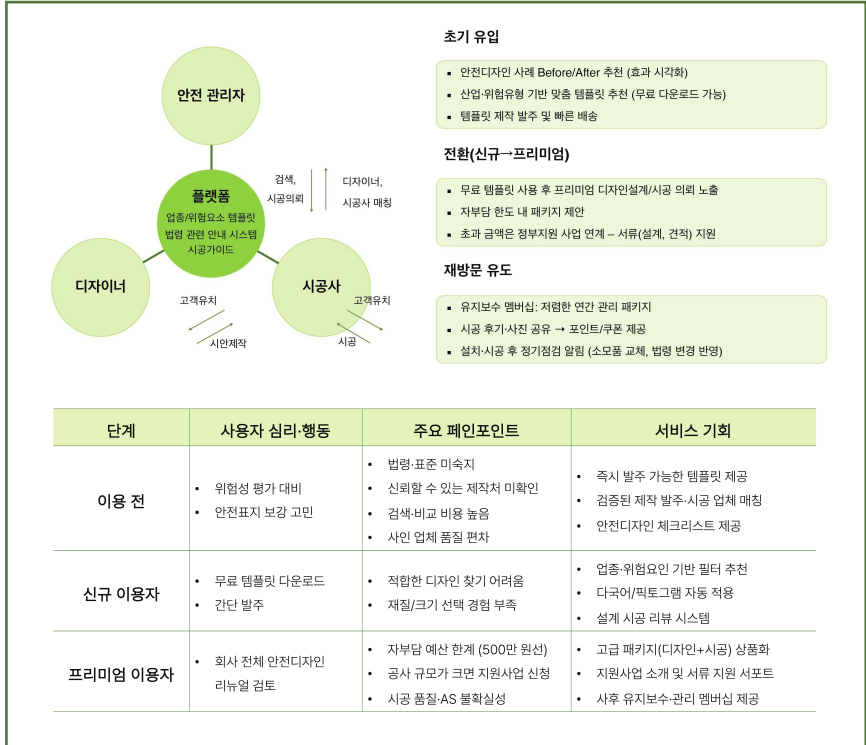 안전 관리자
플랫폼
업종/위험요소 템플릿
법령 관련 안내 시스템
시공가이드
검색,
시공의뢰
디자이너,
시공사 매칭
디자이너
시공사
고객유치
시안제작
고객유치
시공
초기 유입
▪ 안전디자인 사례 Before/After 추천 (효과 시각화)
▪ 산업·위험유형 기반 맞춤 템플릿 추천 (무료 다운로드 가능)
▪ 템플릿 제작 발주 및 빠른 배송
전환(신규→프리미엄)
▪ 무료 템플릿 사용 후 프리미엄 디자인설계/시공 의뢰 노출
▪ 자부담 한도 내 패키지 제안
▪ 초과 금액은 정부지원 사업 연계 – 서류(설계, 견적) 지원
재방문 유도
▪ 유지보수 멤버십: 저렴한 연간 관리 패키지
▪ 시공 후기·사진 공유 → 포인트/쿠폰 제공
▪ 설치·시공 후 정기점검 알림 (소모품 교체, 법령 변경 반영)
단계
사용자 심리·행동
주요 페인포인트
서비스 기회
이용 전
• 위험성 평가 대비
• 안전표지 보강 고민
• 법령·표준 미숙지
• 신뢰할 수 있는 제작처 미확인
• 검색·비교 비용 높음
• 사인 업체 품질 편차
• 즉시 발주 가능한 템플릿 제공
• 검증된 제작 발주·시공 업체 매칭
• 안전디자인 체크리스트 제공
신규 이용자
• 무료 템플릿 다운로드
• 간단 발주
• 적합한 디자인 찾기 어려움
• 재질/크기 선택 경험 부족
• 업종·위험요인 기반 필터 추천
• 다국어/픽토그램 자동 적용
• 설계 시공 리뷰 시스템
프리미엄 이용자
• 회사 전체 안전디자인
리뉴얼 검토
• 자부담 예산 한계 (500만 원선)
• 공사 규모가 크면 지원사업 신청
• 시공 품질·AS 불확실성
• 고급 패키지(디자인+시공) 상품화
• 지원사업 소개 및 서류 지원 서포트
• 사후 유지보수·관리 멤버십 제공